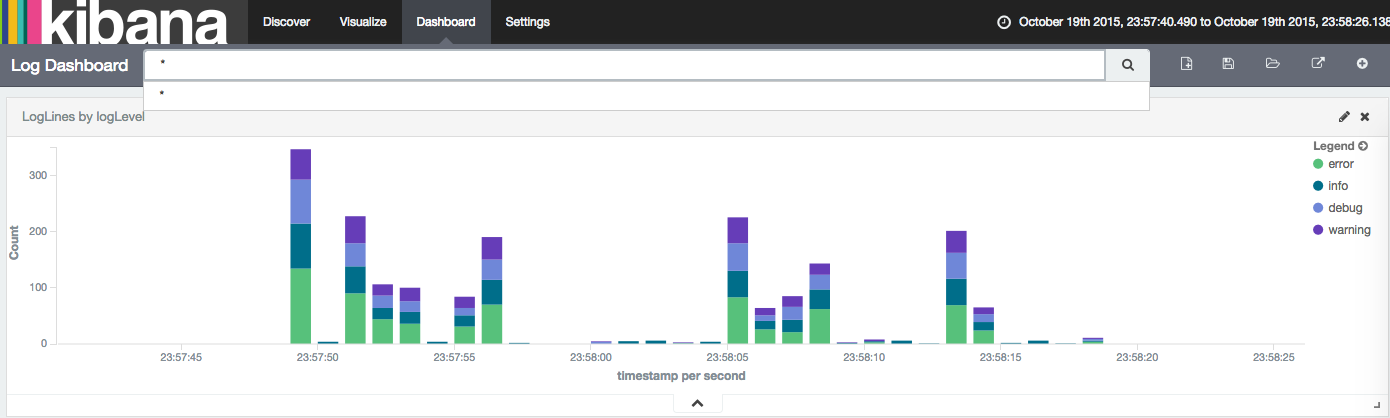 kibana
Discover Visualize Dashboard Settings October 19th 2015, 23:57:40.490 to October 19th 2015, 23:58:26.138
Log Dashboard *
*
LogLines by logLevel
Legend
error
info
debug
warning
Count
300
200
100
0
23:57:45 23:57:50 23:57:55 23:58:00 23:58:05 23:58:10 23:58:15 23:58:20 23:58:25
timestamp per second